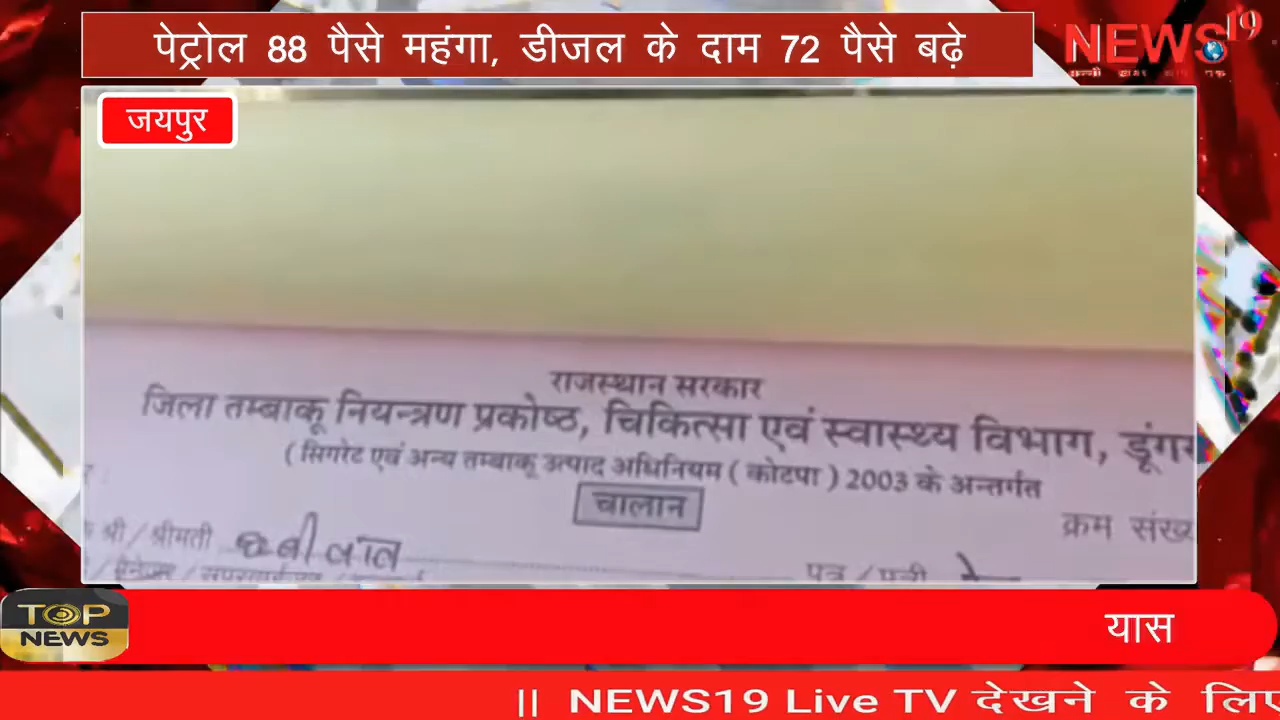 पेट्रोल 88 पैसे महंगा, डीजल के दाम 72 पैसे बढ़े
NEWS19
जयपुर
राजस्थान सरकार
जिला तम्बाकू नियन्त्रण प्रकोष्ठ, चिकित्सा एवं स्वास्थ्य विभाग,
( सिगरेट एवं अन्य तम्बाकू उत्पाद अधिनियम ( कोटपा ) 2003 के अन्तर्गत
चालान
क्रम
श्री / श्रीमती
TOP
NEWS
यास
|| NEWS19 Live TV देखने के लिए